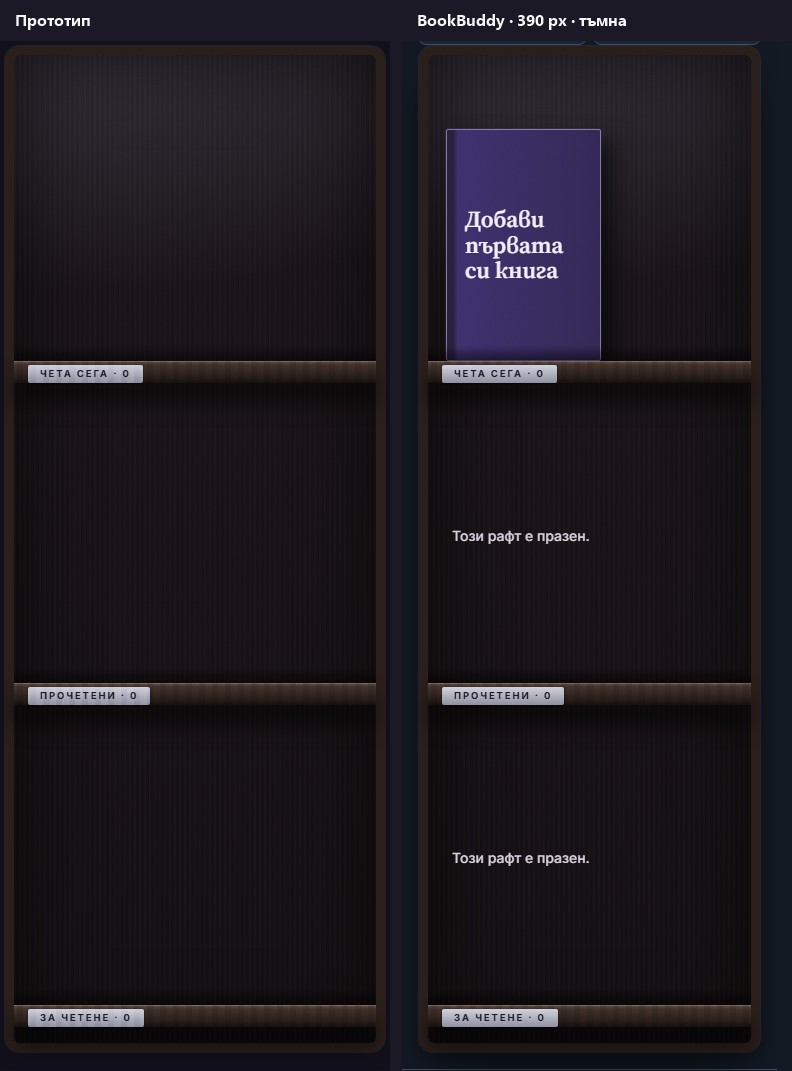 Прототип
ЧЕТА СЕГА · 0
ПРОЧЕТЕНИ · 0
ЗА ЧЕТЕНЕ · 0
BookBuddy · 390 px · тъмна
Добави
първата
си книга
ЧЕТА СЕГА · 0
Този рафт е празен.
ПРОЧЕТЕНИ · 0
Този рафт е празен.
ЗА ЧЕТЕНЕ · 0